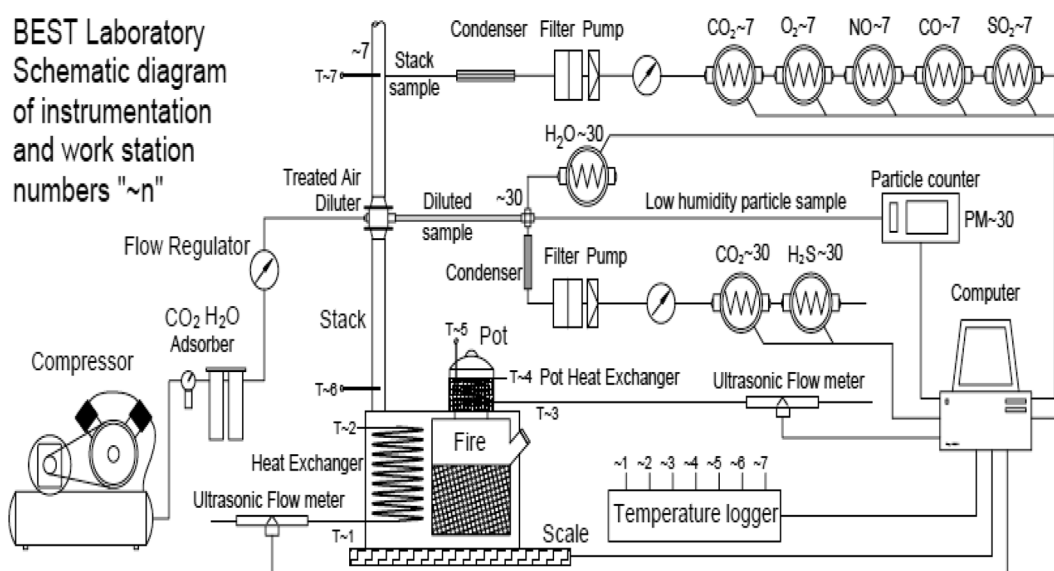 BEST Laboratory
Schematic diagram
of instrumentation
and work station
numbers "~n"
~7
T~7
Stack
sample
Condenser
Filter Pump
CO₂~7
O₂~7
NO~7
CO~7
SO₂~7
H₂O~30
Treated Air
Diluter
Diluted
sample
~30
Low humidity particle sample
Particle counter
PM~30
Flow Regulator
Condenser
Filter Pump
CO₂~30
H₂S~30
Computer
CO₂ H₂O
Adsorber
Stack
Compressor
T~5
Pot
T~6
T~4 Pot Heat Exchanger
T~3
Ultrasonic Flow meter
T~2
Fire
Heat Exchanger
Ultrasonic Flow meter
T~1
~1 ~2 ~3 ~4 ~5 ~6 ~7
Temperature logger
Scale